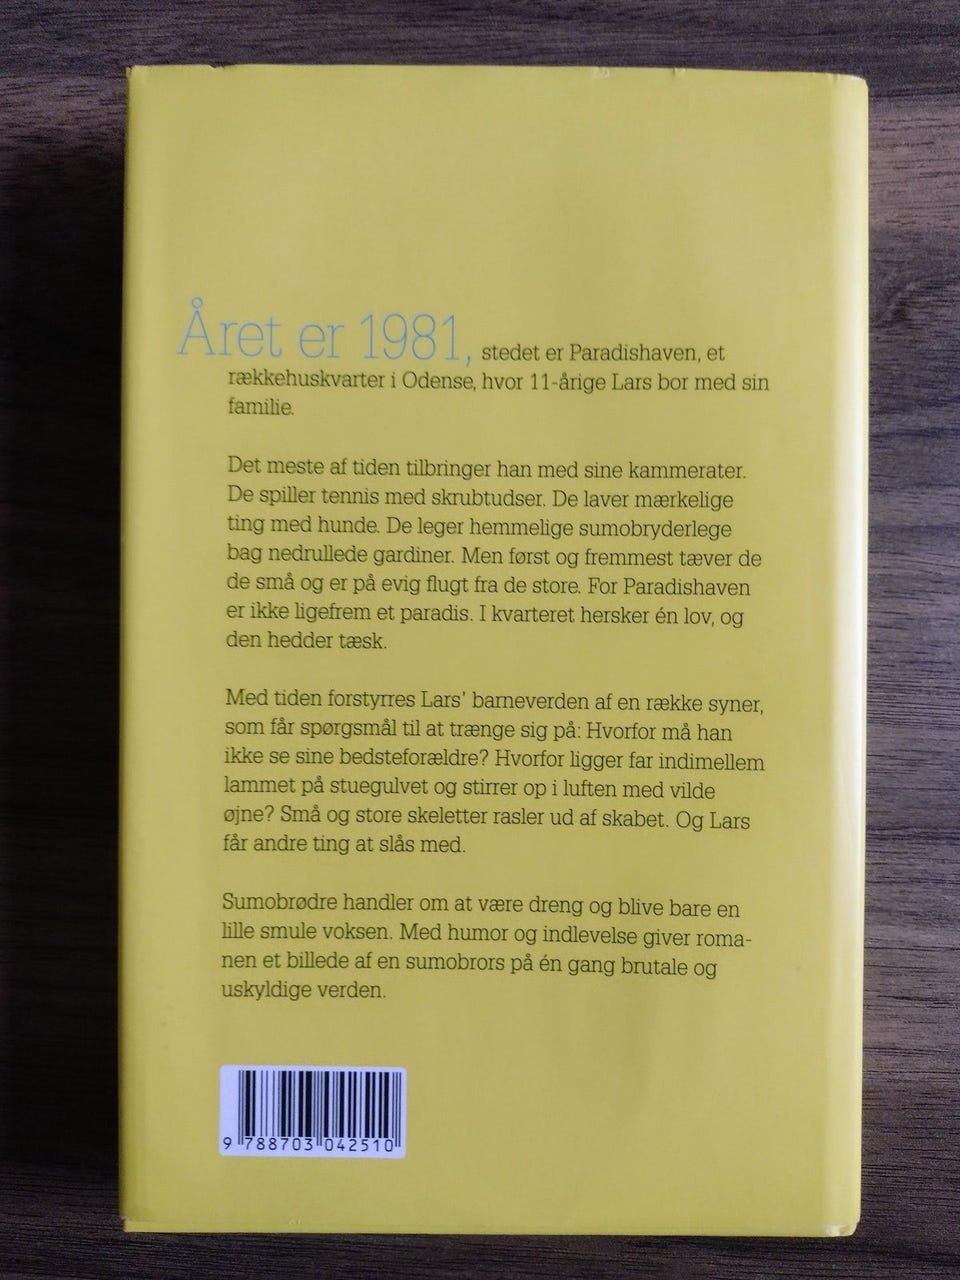 Året er 1981, stedet er Paradishaven, et
rækkehuskvarter i Odense, hvor 11-årige Lars bor med sin
familie.
Det meste af tiden tilbringer han med sine kammerater.
De spiller tennis med skrubtudser. De laver mærkelige
ting med hunde. De leger hemmelige sumobryderlege
bag nedrullede gardiner. Men først og fremmest tæver de
de små og er på evig flugt fra de store. For Paradishaven
er ikke ligefrem et paradis. I kvarteret hersker én lov, og
den hedder tæsk.
Med tiden forstyrres Lars’ barneverden af en række syner,
som får spørgsmål til at trænge sig på: Hvorfor må han
ikke se sine bedsteforældre? Hvorfor ligger far indimellem
lammet på stuegulvet og stirrer op i luften med vilde
øjne? Små og store skeletter rasler ud af skabet. Og Lars
får andre ting at slås med.
Sumobrødre handler om at være dreng og blive bare en
lille smule voksen. Med humor og indlevelse giver roma-
nen et billede af en sumobrors på én gang brutale og
uskyldige verden.
9 788703 042510